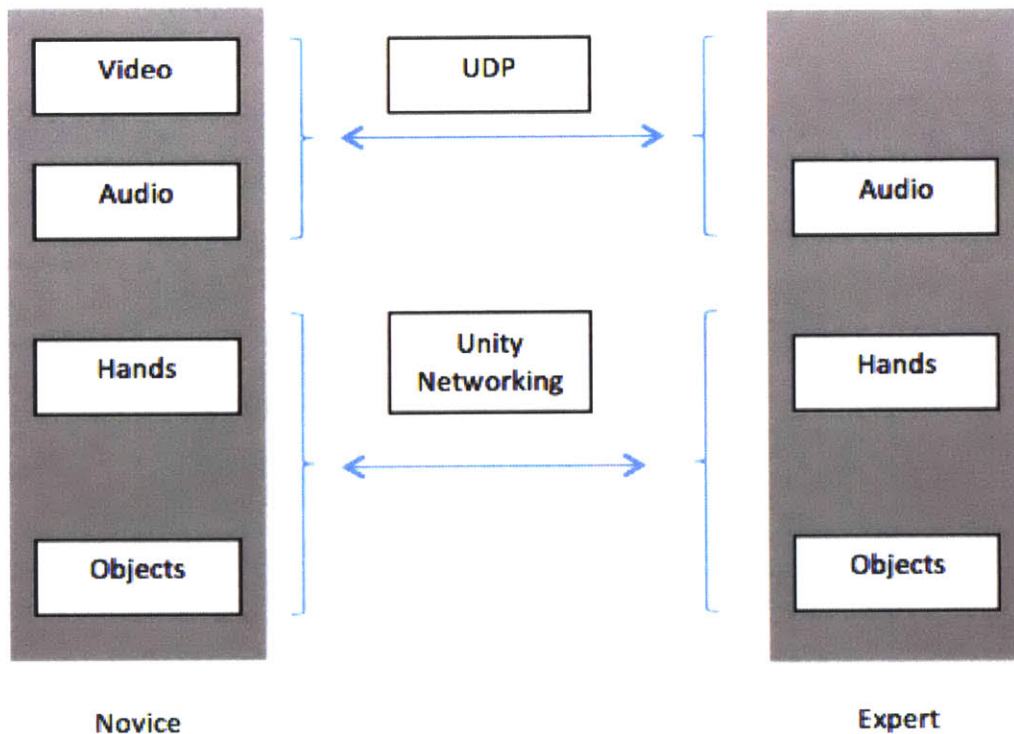 Video
UDP
Audio
Audio
Hands
Unity
Networking
Hands
Objects
Objects
Novice
Expert